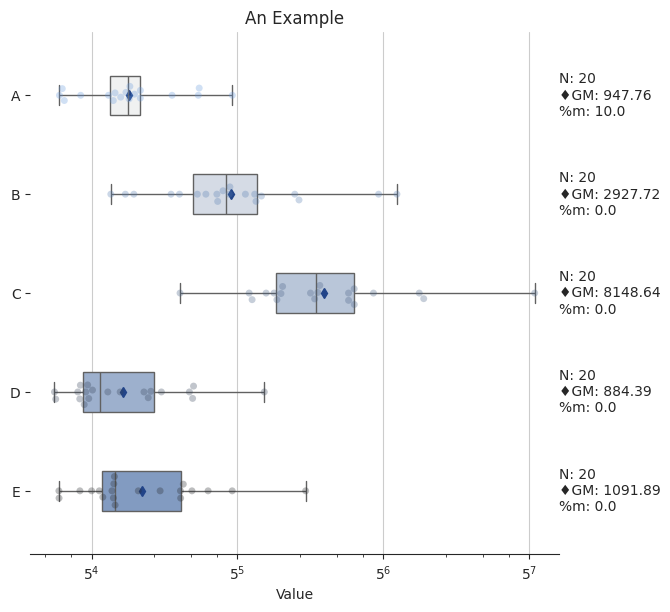 An Example
A
N: 20
♦GM: 947.76
%m: 10.0
B
N: 20
♦GM: 2927.72
%m: 0.0
C
N: 20
♦GM: 8148.64
%m: 0.0
D
N: 20
♦GM: 884.39
%m: 0.0
E
N: 20
♦GM: 1091.89
%m: 0.0
5⁴ 5⁵ 5⁶ 5⁷
Value